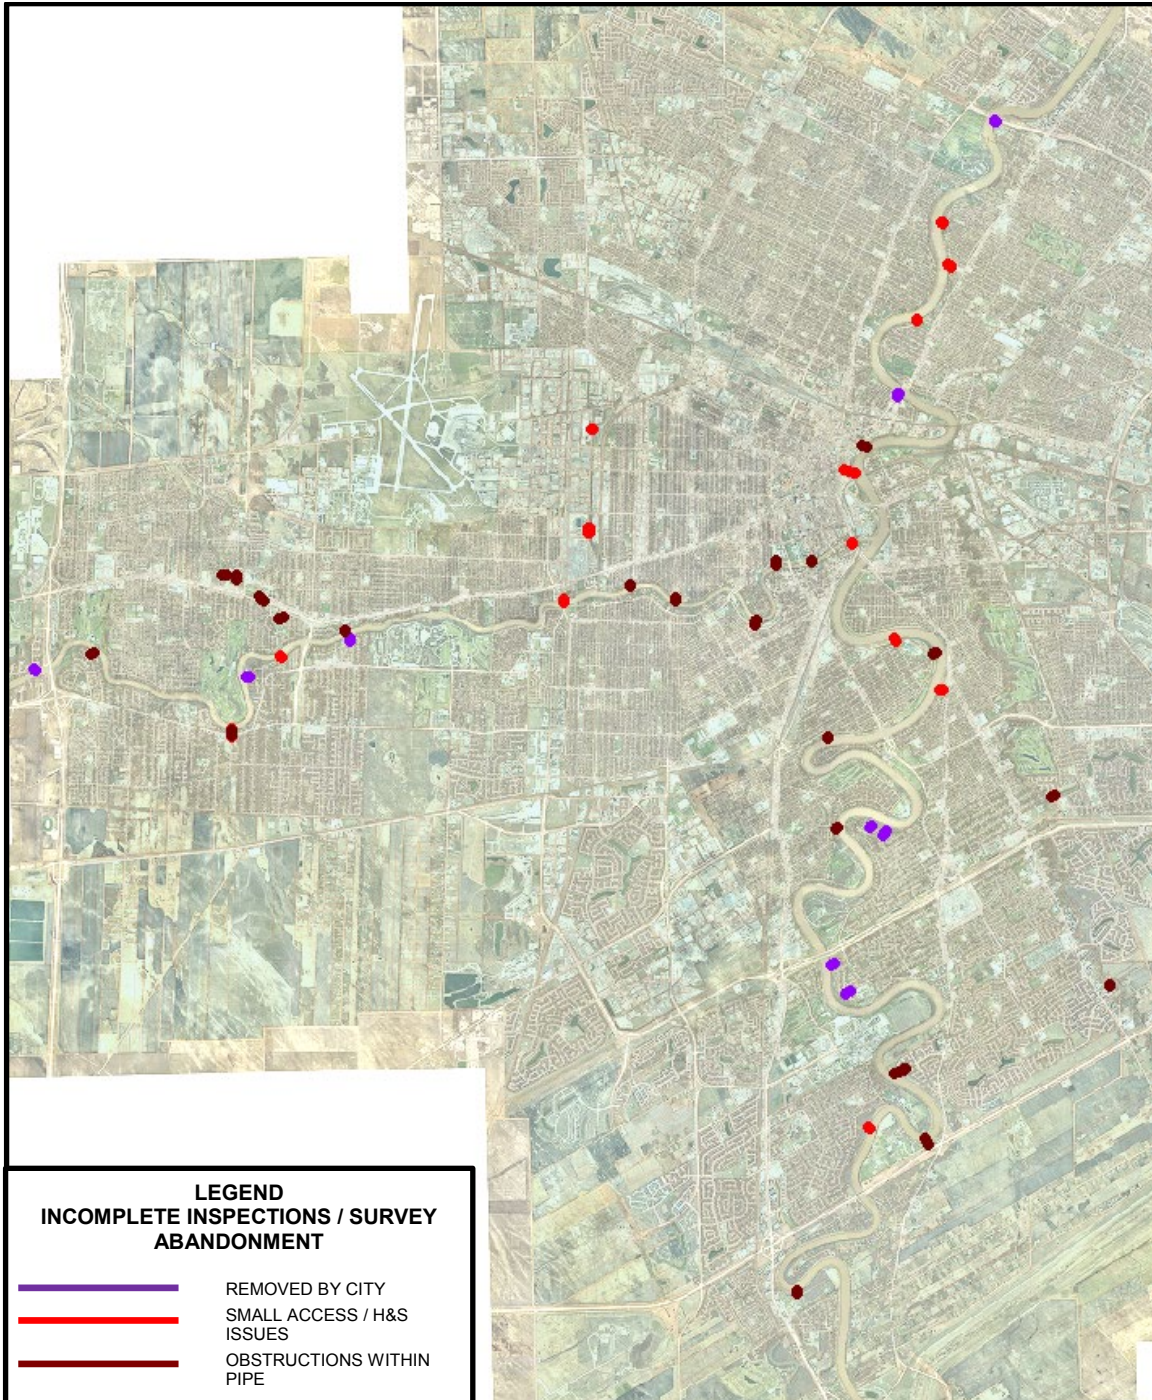 LEGEND
INCOMPLETE INSPECTIONS / SURVEY
ABANDONMENT
REMOVED BY CITY
SMALL ACCESS / H&S
ISSUES
OBSTRUCTIONS WITHIN
PIPE